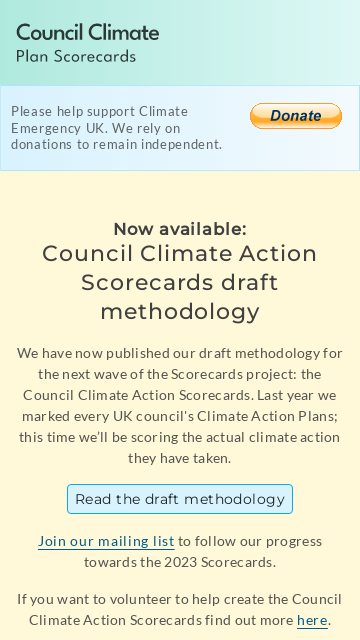 Council Climate
Plan Scorecards
Please help support Climate
Emergency UK. We rely on
donations to remain independent.
Donate
Now available:
Council Climate Action
Scorecards draft
methodology
We have now published our draft methodology for
the next wave of the Scorecards project: the
Council Climate Action Scorecards. Last year we
marked every UK council's Climate Action Plans;
this time we’ll be scoring the actual climate action
they have taken.
Read the draft methodology
Join our mailing list to follow our progress
towards the 2023 Scorecards.
If you want to volunteer to help create the Council
Climate Action Scorecards find out more here.